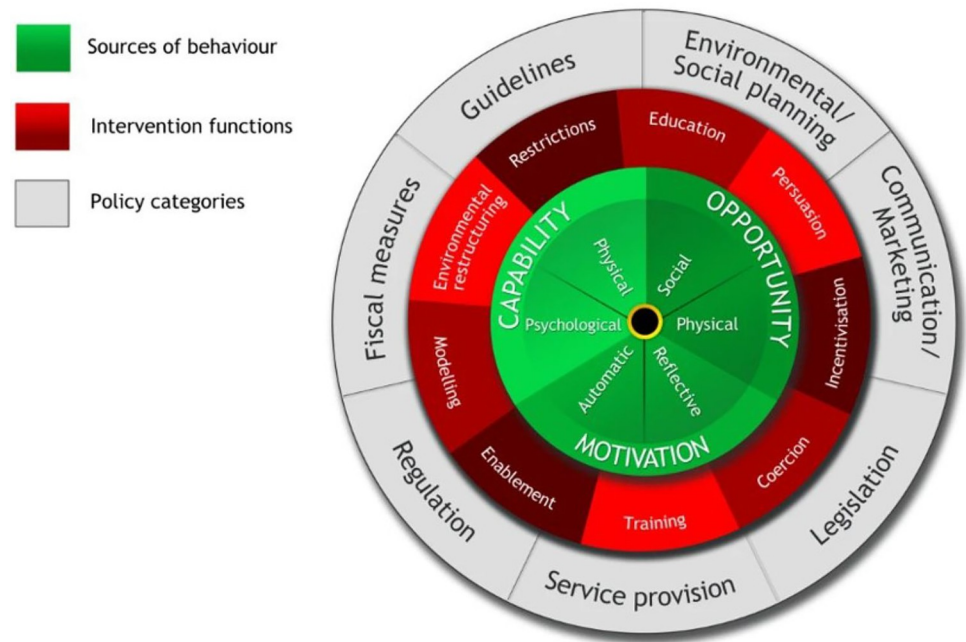 Sources of behaviour
Intervention functions
Policy categories
Guidelines
Environmental/
Social planning
Communication/
Marketing
Legislation
Service provision
Regulation
Fiscal measures
Restrictions
Education
Persuasion
Incentivisation
Coercion
Training
Enablement
Modelling
Environmental
restructuring
CAPABILITY
OPPORTUNITY
MOTIVATION
Physical
Social
Psychological
Physical
Automatic
Reflective